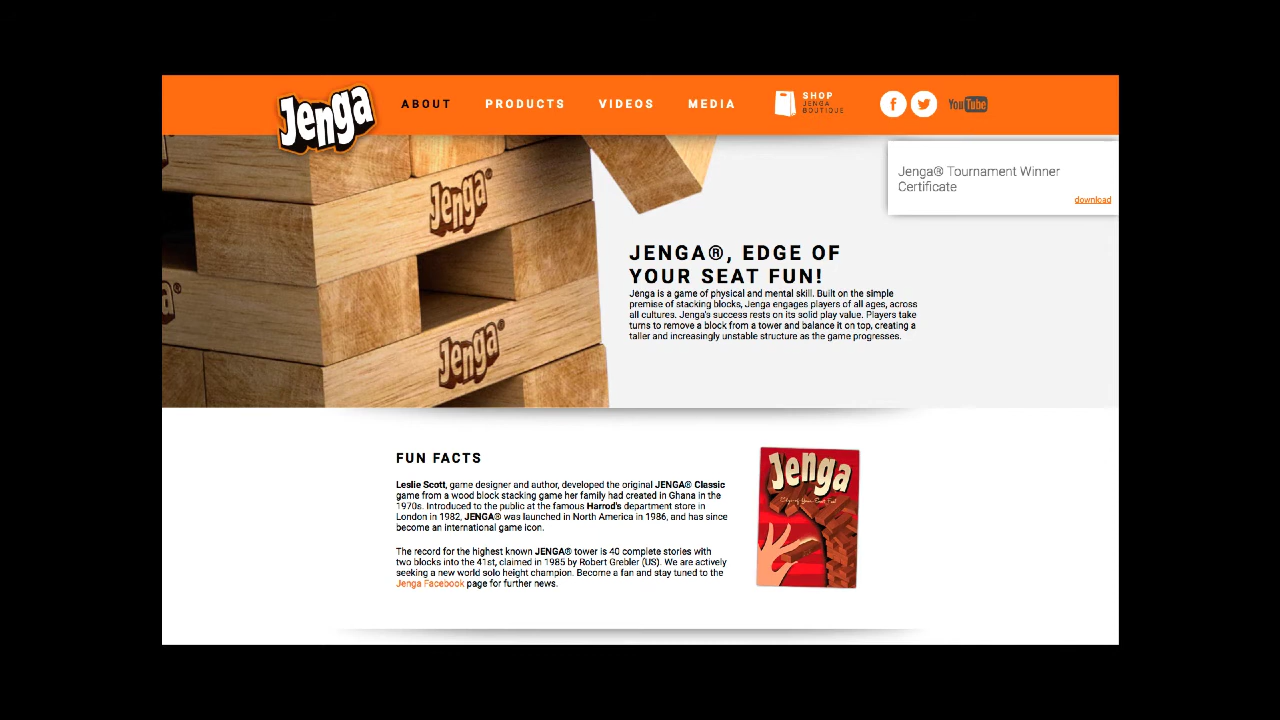 Jenga
ABOUT
PRODUCTS
VIDEOS
MEDIA
SHOP
JENGA
BOUTIQUE
f
YouTube
Jenga® Tournament Winner
Certificate
download
Jenga®
Jenga®
JENGA®, EDGE OF
YOUR SEAT FUN!
Jenga is a game of physical and mental skill. Built on the simple
premise of stacking blocks, Jenga engages players of all ages, across
all cultures. Jenga's success rests on its solid play value. Players take
turns to remove a block from a tower and balance it on top, creating a
taller and increasingly unstable structure as the game progresses.
FUN FACTS
Leslie Scott, game designer and author, developed the original JENGA® Classic
game from a wood block stacking game her family had created in Ghana in the
1970s. Introduced to the public at the famous Harrod's department store in
London in 1982, JENGA® was launched in North America in 1986, and has since
become an international game icon.
The record for the highest known JENGA® tower is 40 complete stories with
two blocks into the 41st, claimed in 1985 by Robert Grebler (US). We are actively
seeking a new world solo height champion. Become a fan and stay tuned to the
Jenga Facebook page for further news.
Jenga
Edge of Your Seat Fun!